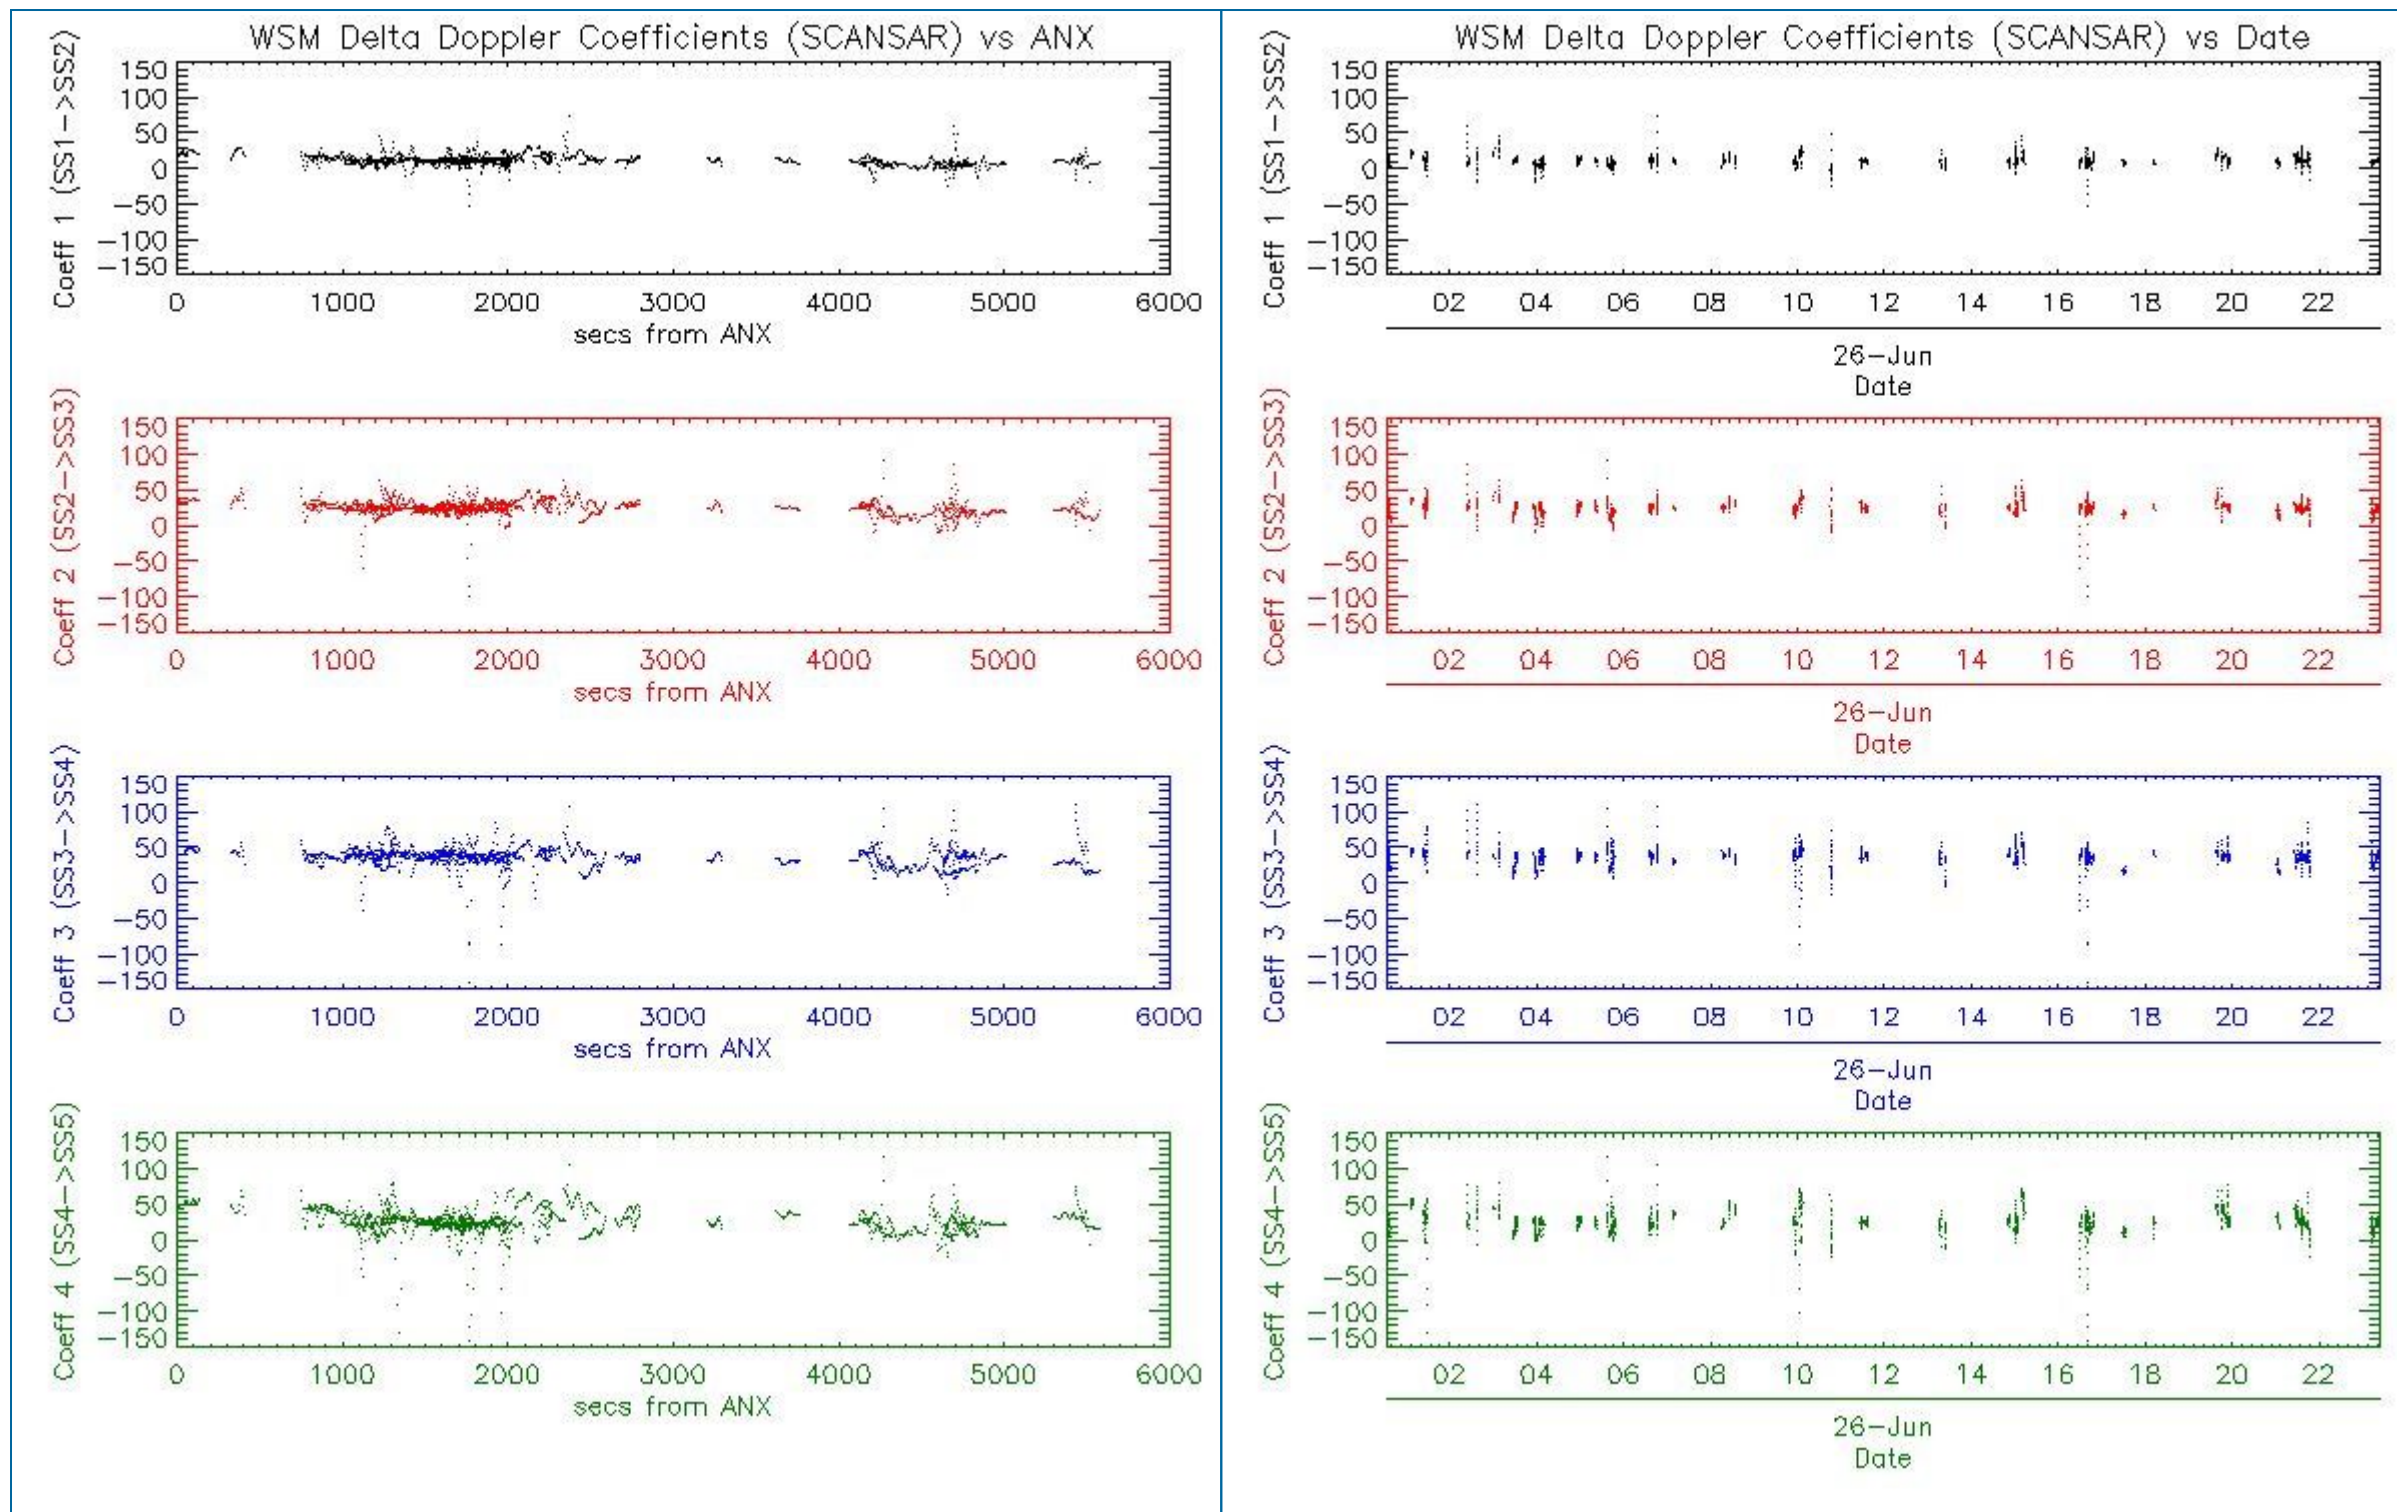 WSM Delta Doppler Coefficients (SCANSAR) vs ANX
Coeff 1 (SS1->SS2)
150
100
50
0
-50
-100
-150
0 1000 2000 3000 4000 5000 6000
secs from ANX
Coeff 2 (SS2->SS3)
150
100
50
0
-50
-100
-150
0 1000 2000 3000 4000 5000 6000
secs from ANX
Coeff 3 (SS3->SS4)
150
100
50
0
-50
-100
-150
0 1000 2000 3000 4000 5000 6000
secs from ANX
Coeff 4 (SS4->SS5)
150
100
50
0
-50
-100
-150
0 1000 2000 3000 4000 5000 6000
secs from ANX
WSM Delta Doppler Coefficients (SCANSAR) vs Date
Coeff 1 (SS1->SS2)
150
100
50
0
-50
-100
-150
02 04 06 08 10 12 14 16 18 20 22
26-Jun
Date
Coeff 2 (SS2->SS3)
150
100
50
0
-50
-100
-150
02 04 06 08 10 12 14 16 18 20 22
26-Jun
Date
Coeff 3 (SS3->SS4)
150
100
50
0
-50
-100
-150
02 04 06 08 10 12 14 16 18 20 22
26-Jun
Date
Coeff 4 (SS4->SS5)
150
100
50
0
-50
-100
-150
02 04 06 08 10 12 14 16 18 20 22
26-Jun
Date